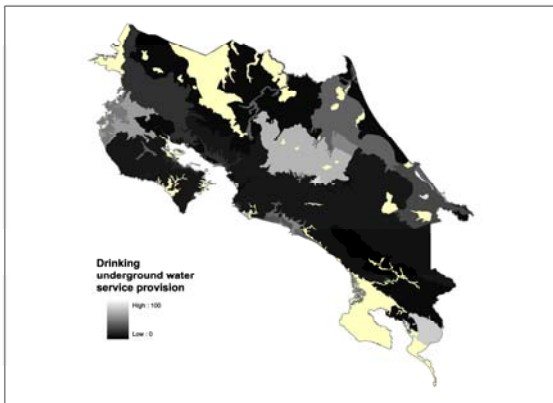 Drinking
underground water
service provision
High : 100
Low : 0